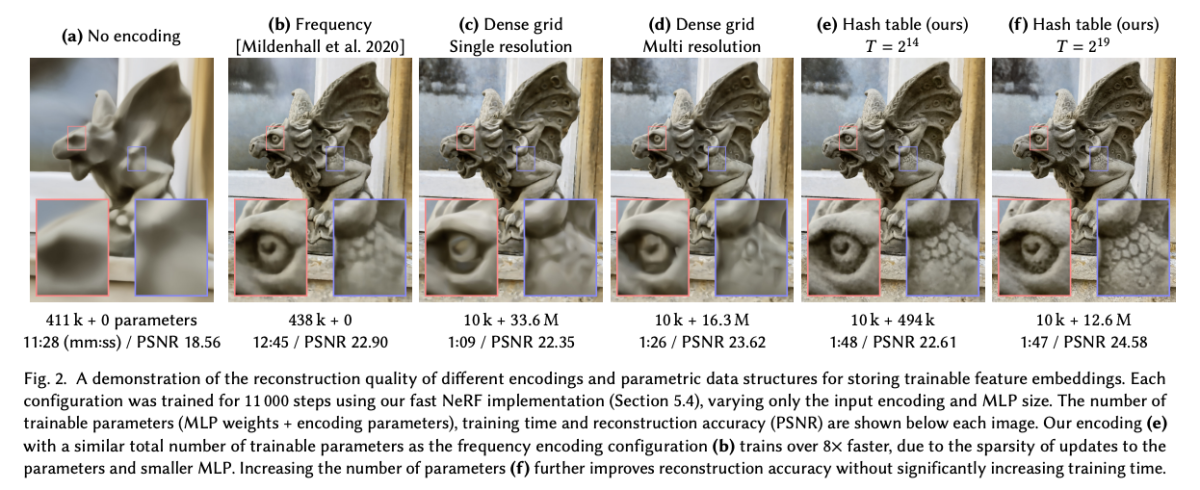 (a) No encoding
(b) Frequency
[Mildenhall et al. 2020]
(c) Dense grid
Single resolution
(d) Dense grid
Multi resolution
(e) Hash table (ours)
T = 2¹⁴
(f) Hash table (ours)
T = 2¹⁹
411 k + 0 parameters
11:28 (mm:ss) / PSNR 18.56
438 k + 0
12:45 / PSNR 22.90
10 k + 33.6 M
1:09 / PSNR 22.35
10 k + 16.3 M
1:26 / PSNR 23.62
10 k + 494 k
1:48 / PSNR 22.61
10 k + 12.6 M
1:47 / PSNR 24.58
Fig. 2. A demonstration of the reconstruction quality of different encodings and parametric data structures for storing trainable feature embeddings. Each
configuration was trained for 11 000 steps using our fast NeRF implementation (Section 5.4), varying only the input encoding and MLP size. The number of
trainable parameters (MLP weights + encoding parameters), training time and reconstruction accuracy (PSNR) are shown below each image. Our encoding (e)
with a similar total number of trainable parameters as the frequency encoding configuration (b) trains over 8× faster, due to the sparsity of updates to the
parameters and smaller MLP. Increasing the number of parameters (f) further improves reconstruction accuracy without significantly increasing training time.